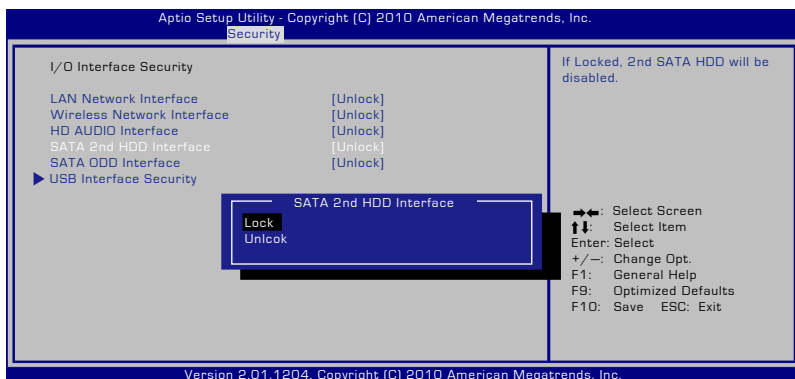 Aptio Setup Utility - Copyright (C) 2010 American Megatrends, Inc.
Security
I/O Interface Security
LAN Network Interface [Unlock]
Wireless Network Interface [Unlock]
HD AUDIO Interface [Unlock]
SATA 2nd HDD Interface [Unlock]
SATA ODD Interface [Unlock]
USB Interface Security
SATA 2nd HDD Interface
Lock
Unlcok
If Locked, 2nd SATA HDD will be
disabled.
→←: Select Screen
↑↓: Select Item
Enter: Select
+/—: Change Opt.
F1: General Help
F9: Optimized Defaults
F10: Save ESC: Exit
Version 2.01.1204. Copyright (C) 2010 American Megatrends, Inc.